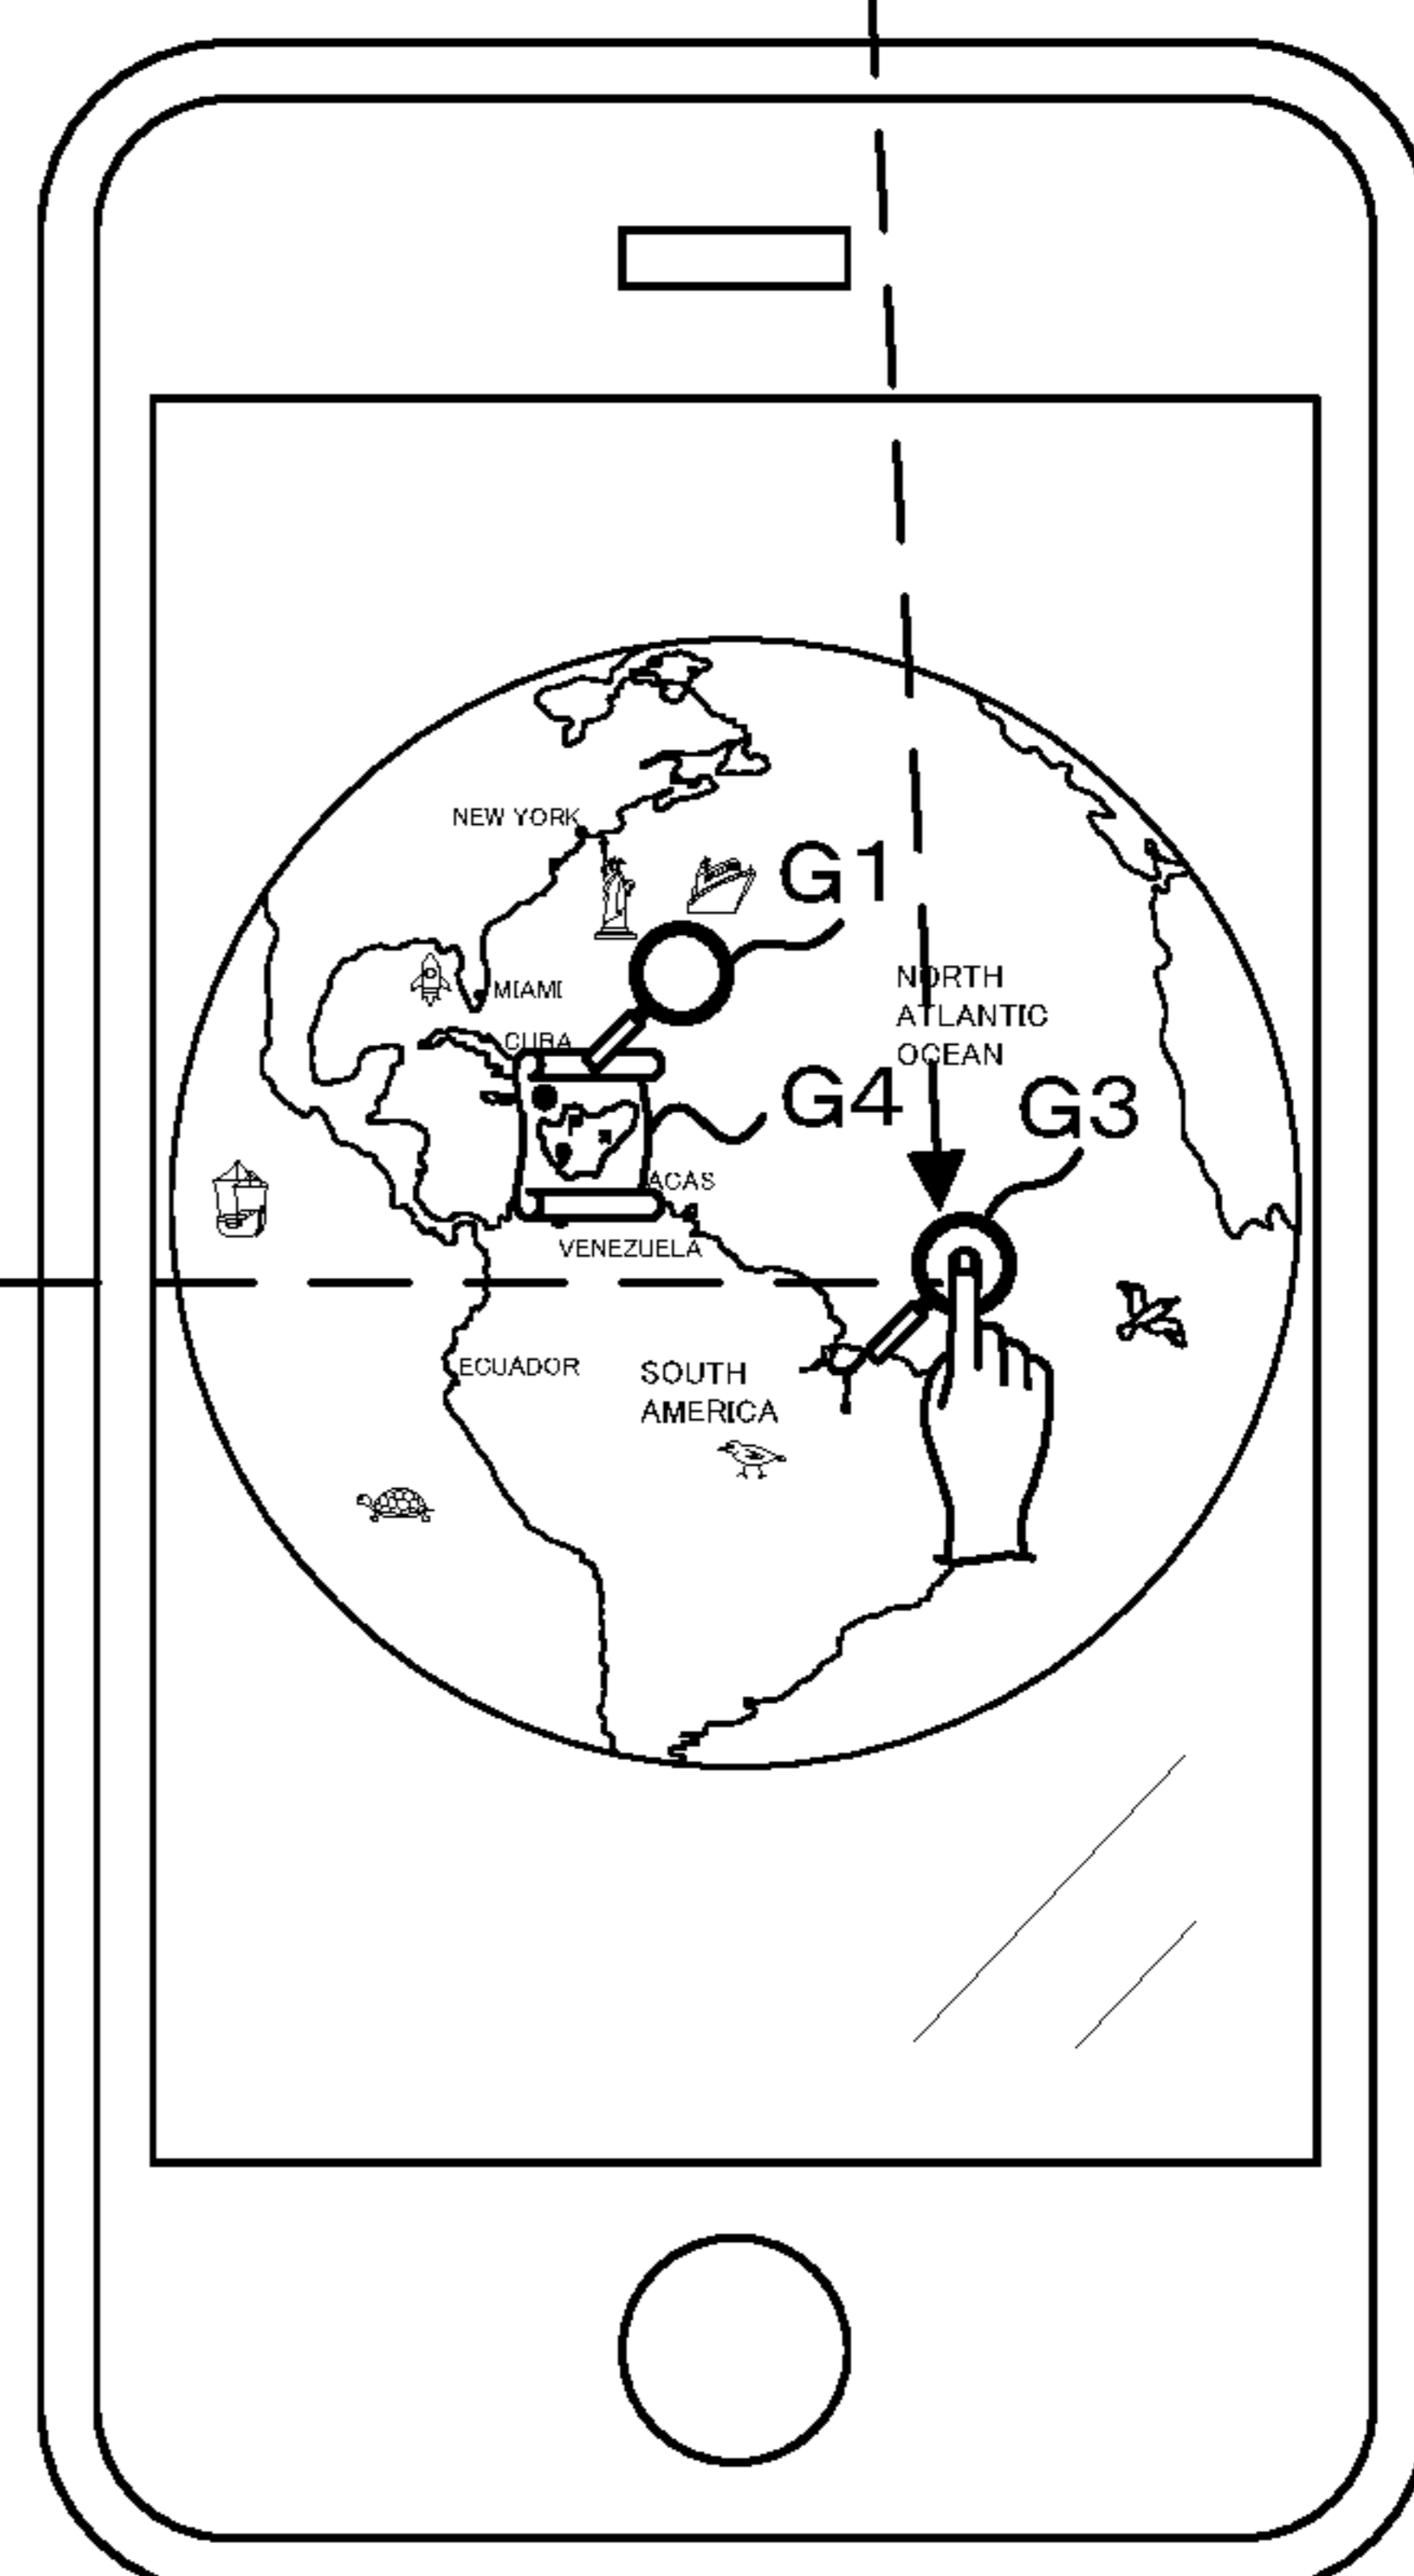 NEW YORK
G1
MIAMI
NORTH
ATLANTIC
OCEAN
CUBA
G4
G3
ACAS
VENEZUELA
ECUADOR
SOUTH
AMERICA